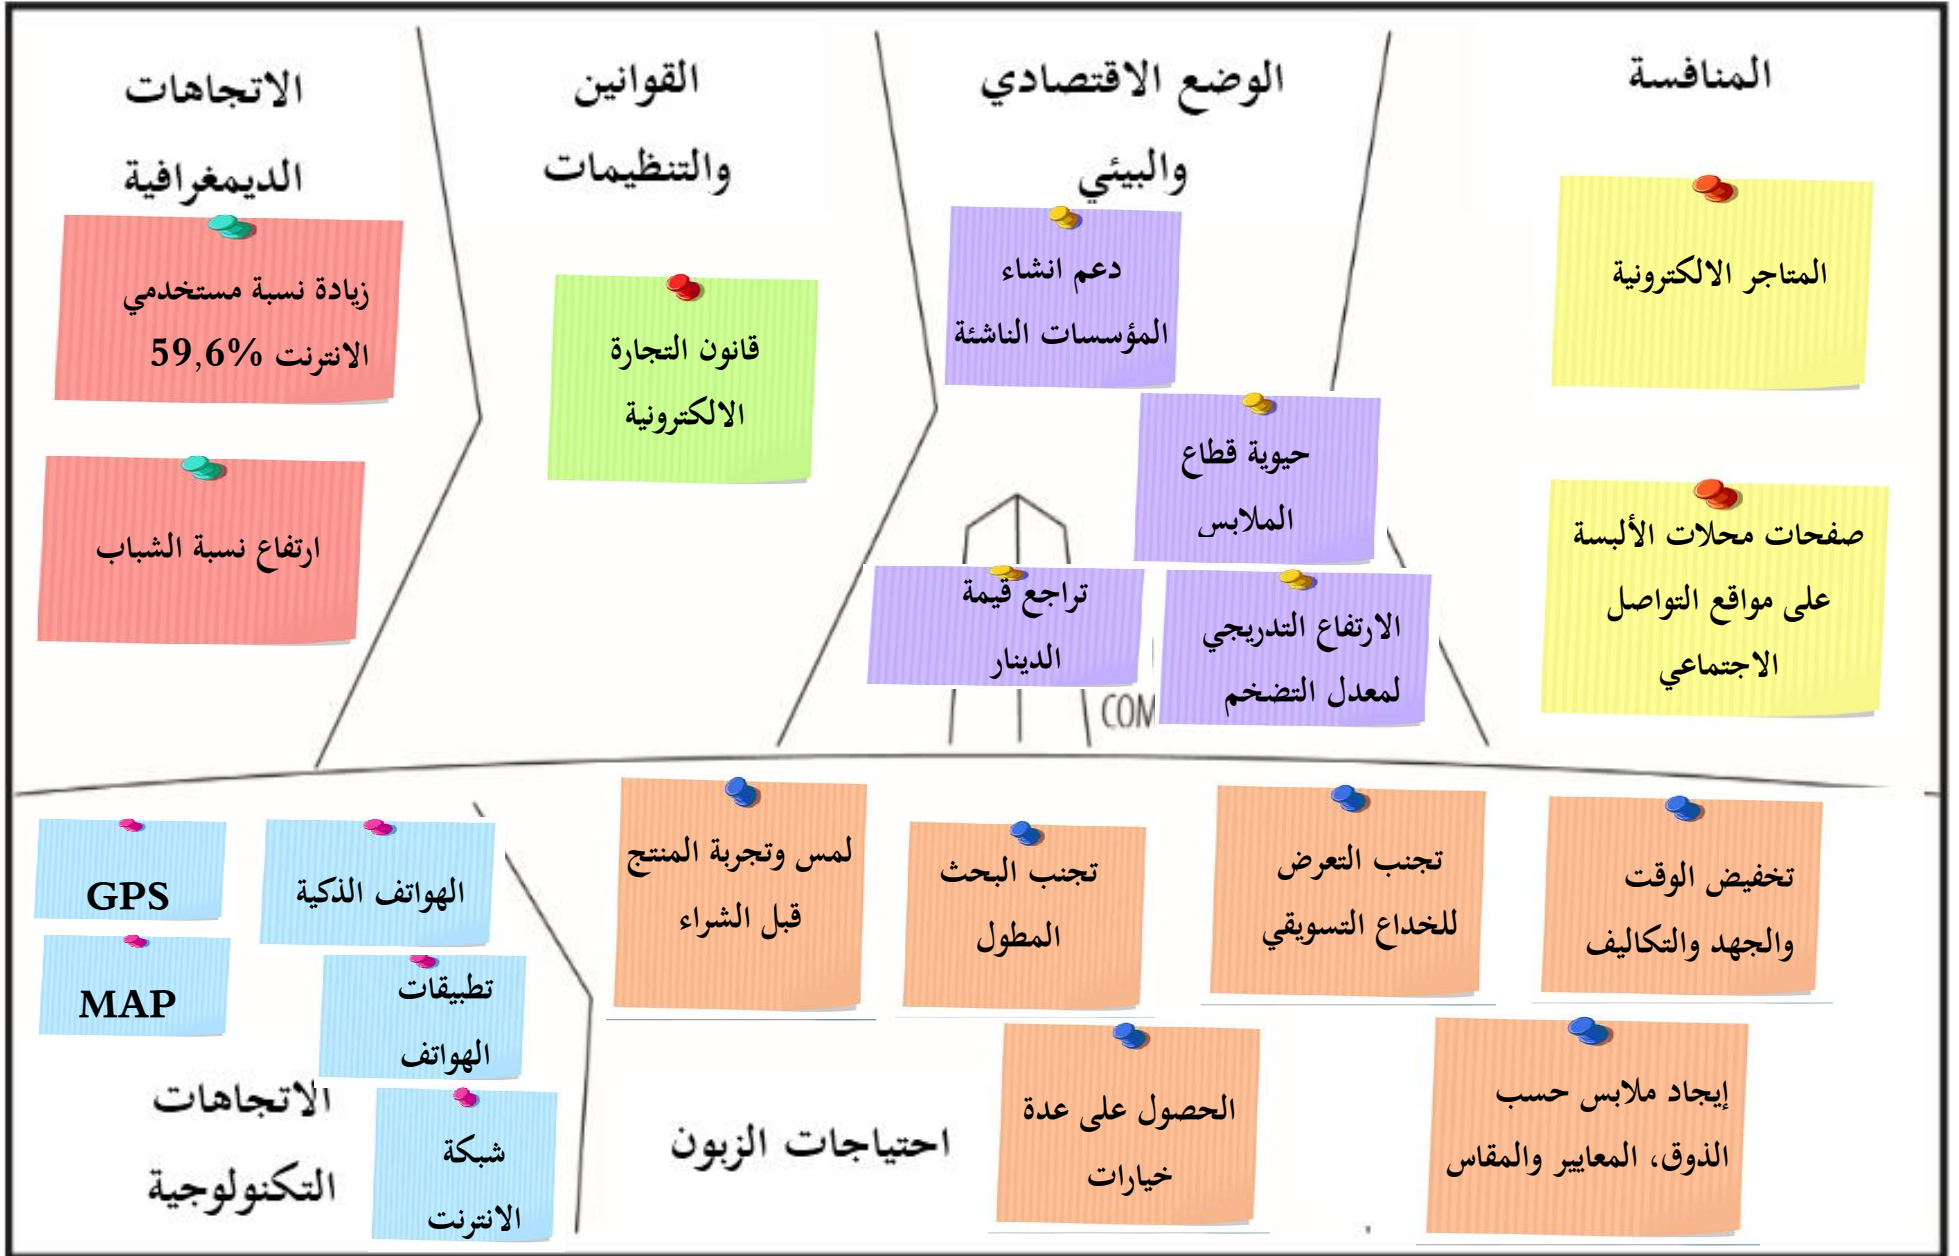 المنافسة
المتاجر الالكترونية
صفحات محلات الألبسة
على مواقع التواصل
الاجتماعي
الوضع الاقتصادي
والبيئي
دعم انشاء
المؤسسات الناشئة
حيوية قطاع
الملابس
الارتفاع التدريجي
لمعدل التضخم
تراجع قيمة
الدينار
COM
القوانين
والتنظيمات
قانون التجارة
الالكترونية
الاتجاهات
الديمغرافية
زيادة نسبة مستخدمي
الانترنت 59,6%
ارتفاع نسبة الشباب
تخفيض الوقت
والجهد والتكاليف
تجنب التعرض
للخداع التسويقي
تجنب البحث
المطول
لمس وتجربة المنتج
قبل الشراء
إيجاد ملابس حسب
الذوق، المعايير والمقاس
الحصول على عدة
خيارات
احتياجات الزبون
الهواتف الذكية
GPS
تطبيقات
الهواتف
MAP
شبكة
الانترنت
الاتجاهات
التكنولوجية